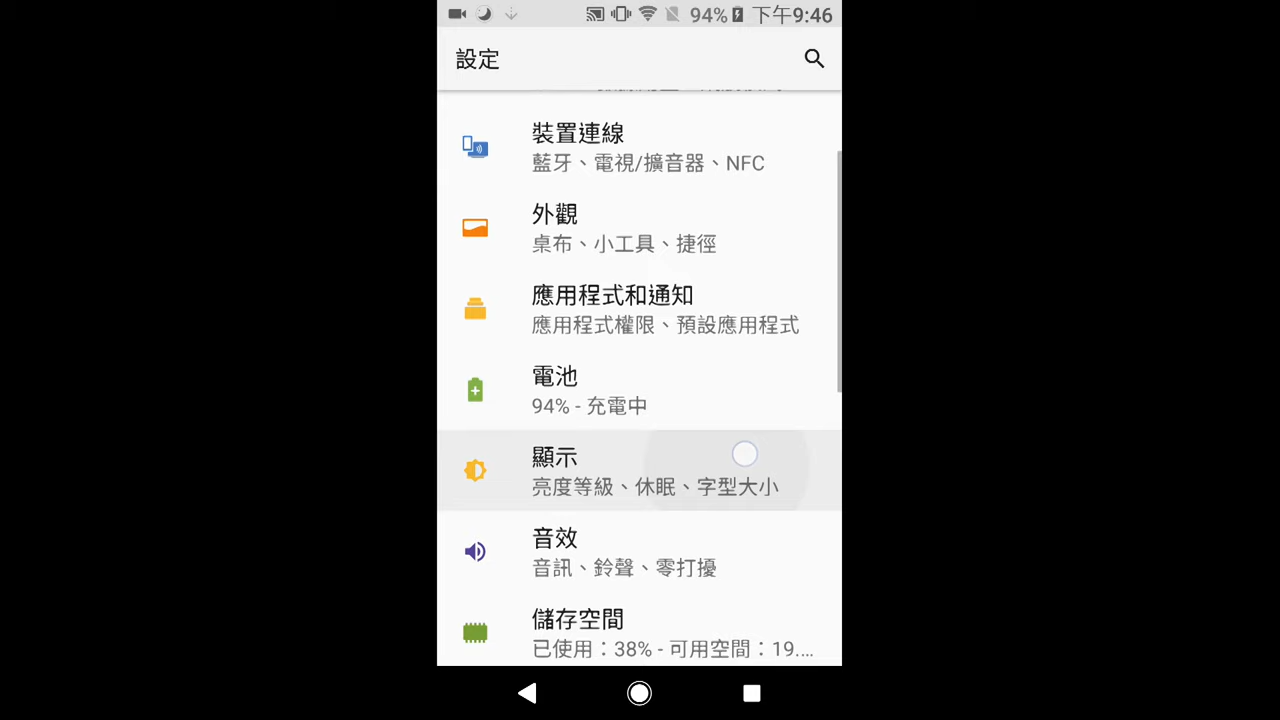 94% 下午9:46
設定
裝置連線
藍牙、電視/擴音器、NFC
外觀
桌布、小工具、捷徑
應用程式和通知
應用程式權限、預設應用程式
電池
94% - 充電中
顯示
亮度等級、休眠、字型大小
音效
音訊、鈴聲、零打擾
儲存空間
已使用：38% - 可用空間：19.…